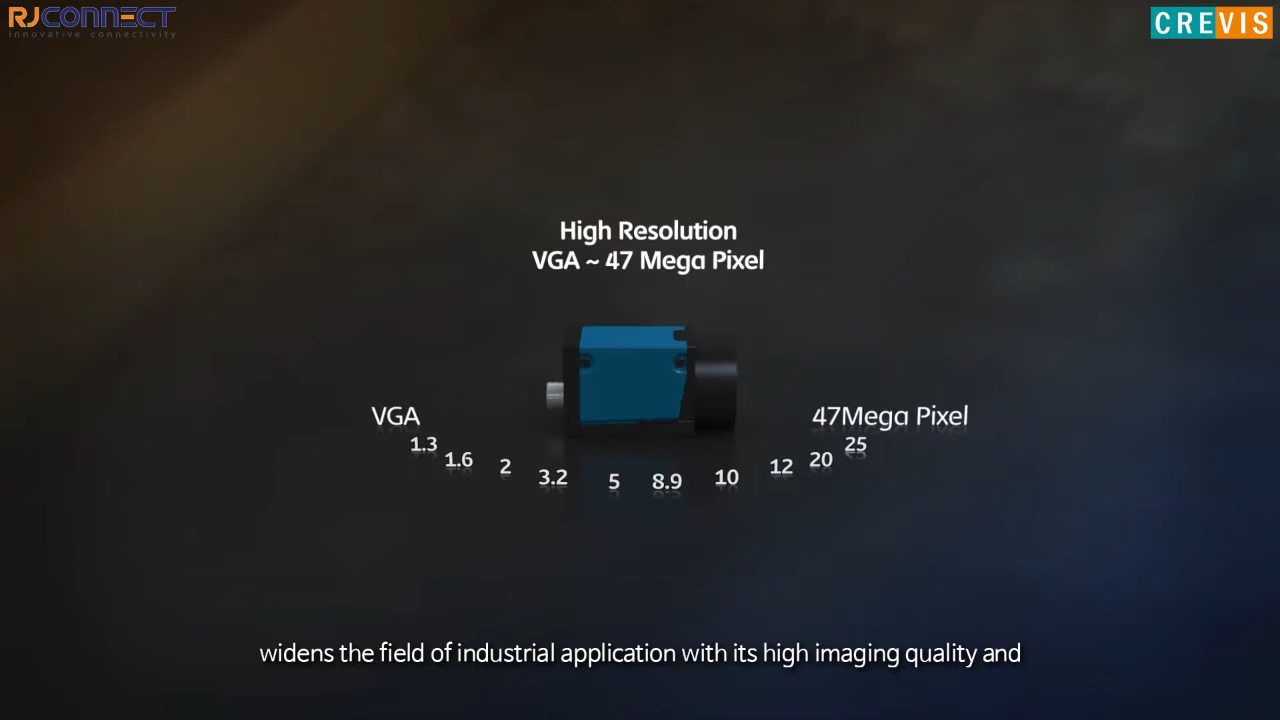 RJCONNECT
innovative connectivity
CREVIS
High Resolution
VGA ~ 47 Mega Pixel
VGA
47Mega Pixel
1.3
1.6
2
3.2
5
8.9
10
12
20
25
widens the field of industrial application with its high imaging quality and